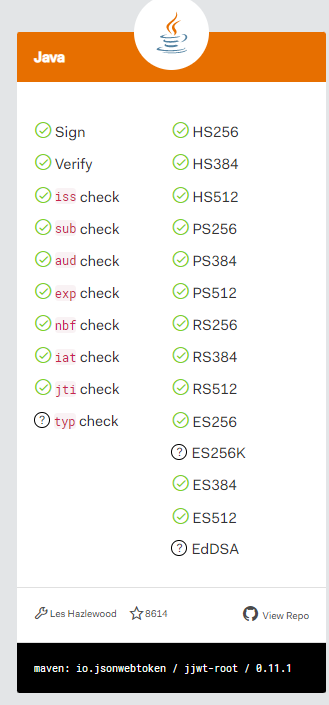 Java
Sign
Verify
iss check
sub check
aud check
exp check
nbf check
iat check
jti check
? typ check
HS256
HS384
HS512
PS256
PS384
PS512
RS256
RS384
RS512
ES256
? ES256K
ES384
ES512
? EdDSA
Les Hazlewood 8614 View Repo
maven: io.jsonwebtoken / jjwt-root / 0.11.1